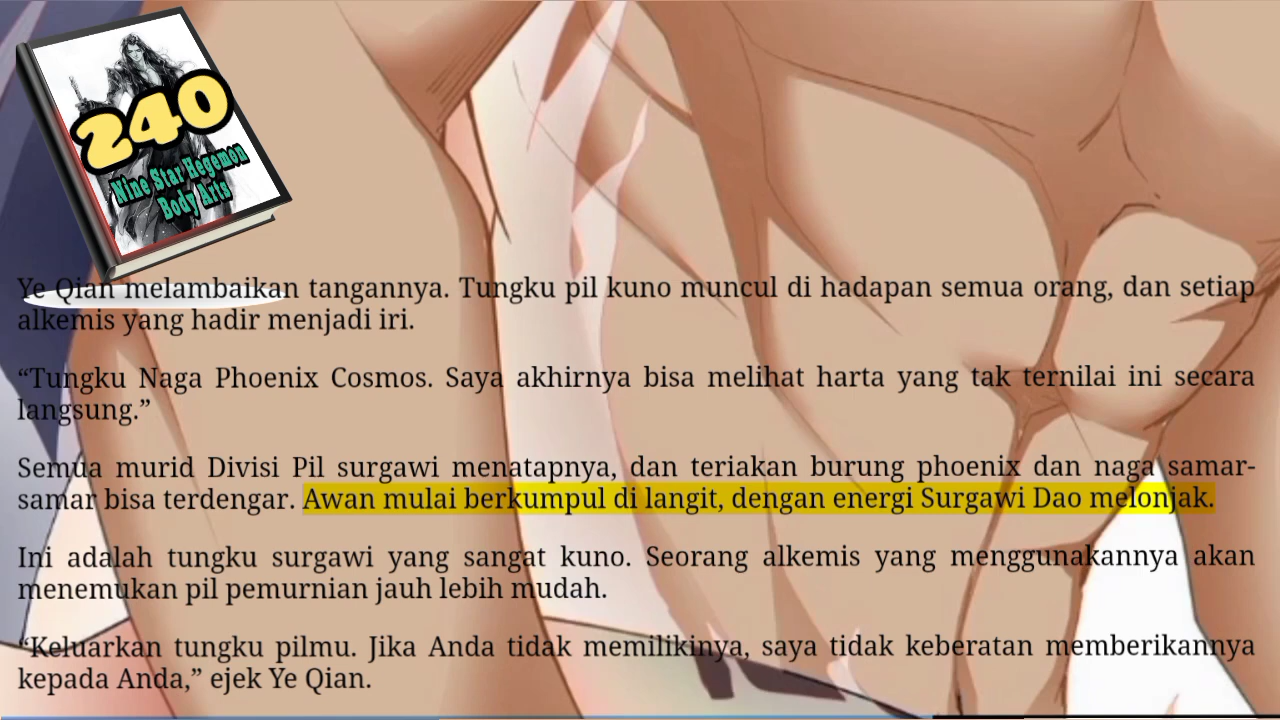 240
Nine Star Hegemon
Body Arts
Ye Qian melambaikan tangannya. Tungku pil kuno muncul di hadapan semua orang, dan setiap
alkemis yang hadir menjadi iri.
“Tungku Naga Phoenix Cosmos. Saya akhirnya bisa melihat harta yang tak ternilai ini secara
langsung.”
Semua murid Divisi Pil surgawi menatapnya, dan teriakan burung phoenix dan naga samar-
samar bisa terdengar. Awan mulai berkumpul di langit, dengan energi Surgawi Dao melonjak.
Ini adalah tungku surgawi yang sangat kuno. Seorang alkemis yang menggunakannya akan
menemukan pil pemurnian jauh lebih mudah.
“Keluarkan tungku pilmu. Jika Anda tidak memilikinya, saya tidak keberatan memberikannya
kepada Anda,” ejek Ye Qian.